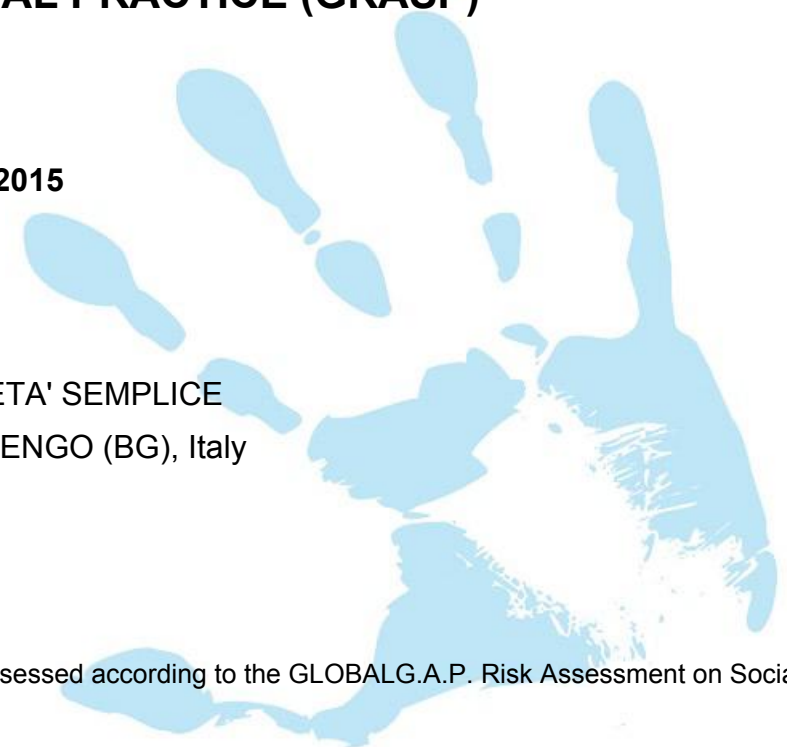 AL PRACTICE (GRASP)
2015
ETA' SEMPLICE
ENGO (BG), Italy
sessed according to the GLOBALG.A.P. Risk Assessment on Socia